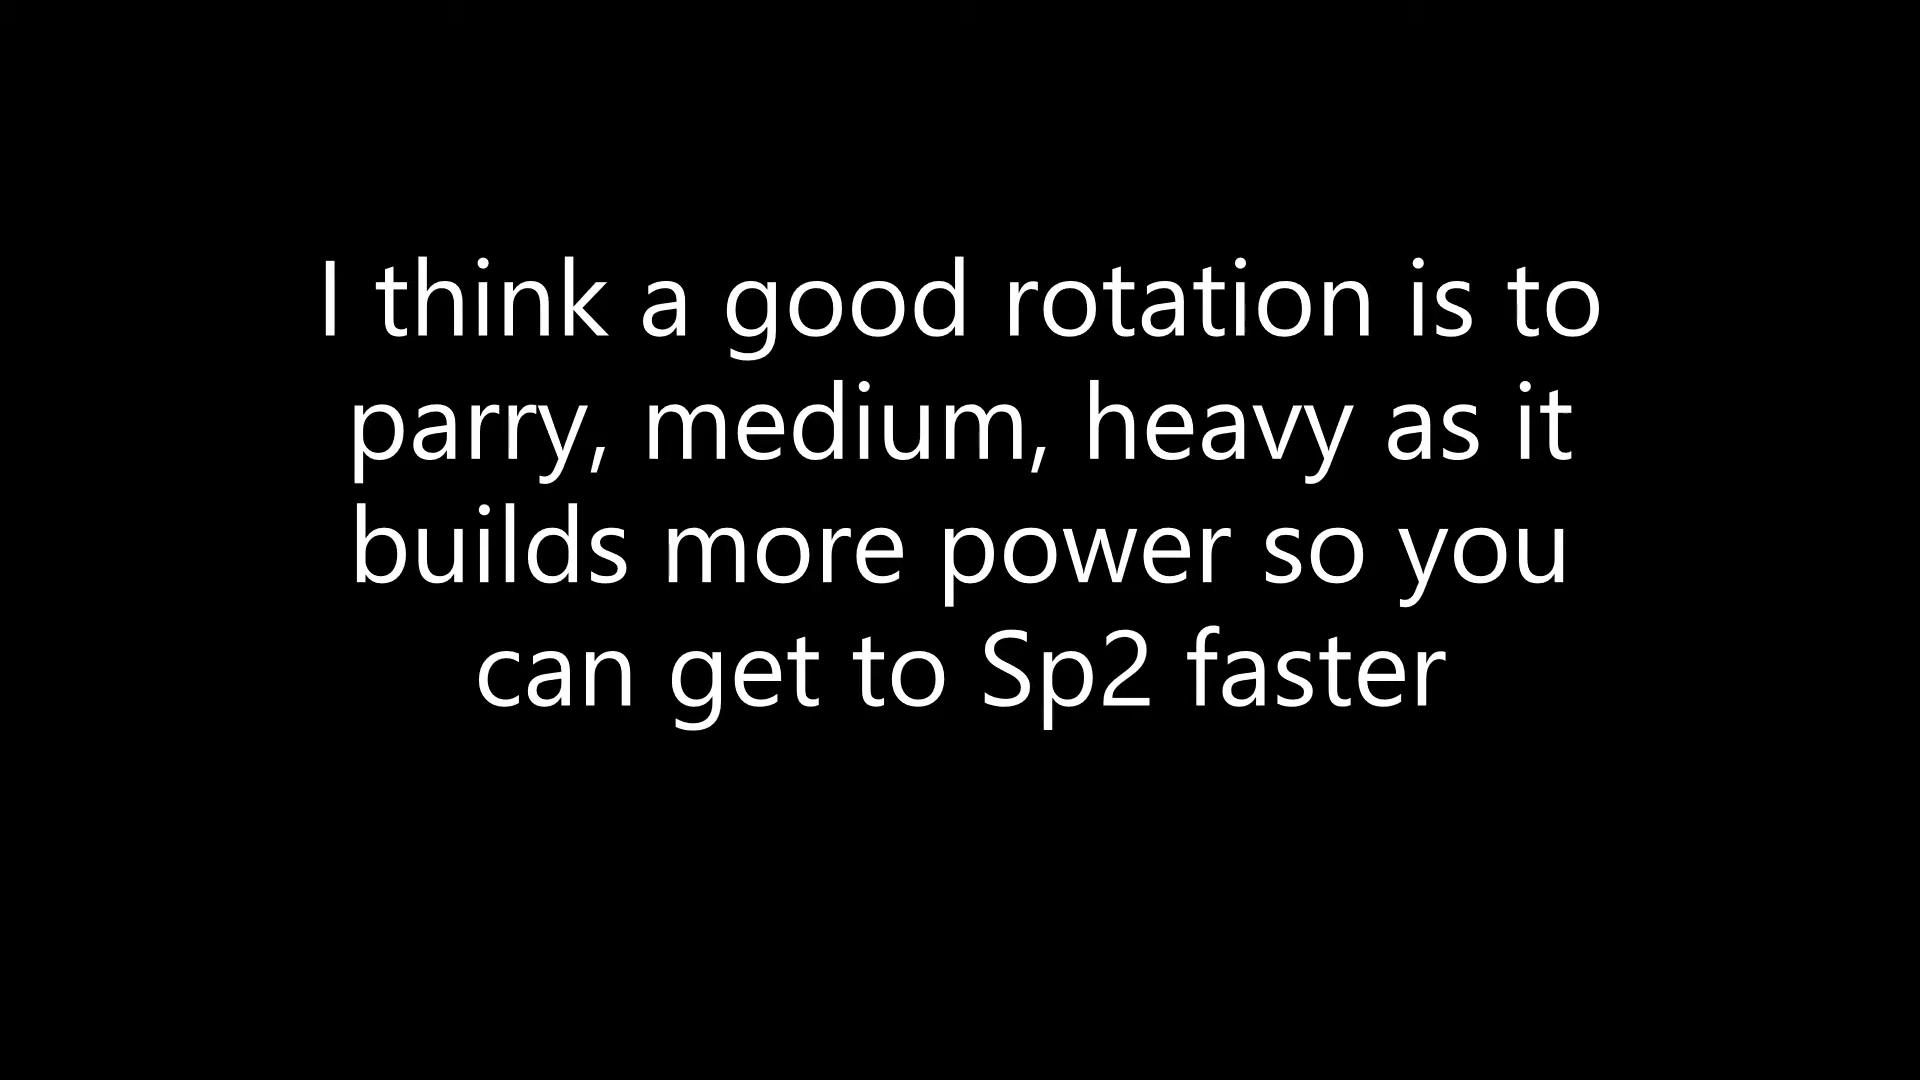 I think a good rotation is to
parry, medium, heavy as it
builds more power so you
can get to Sp2 faster